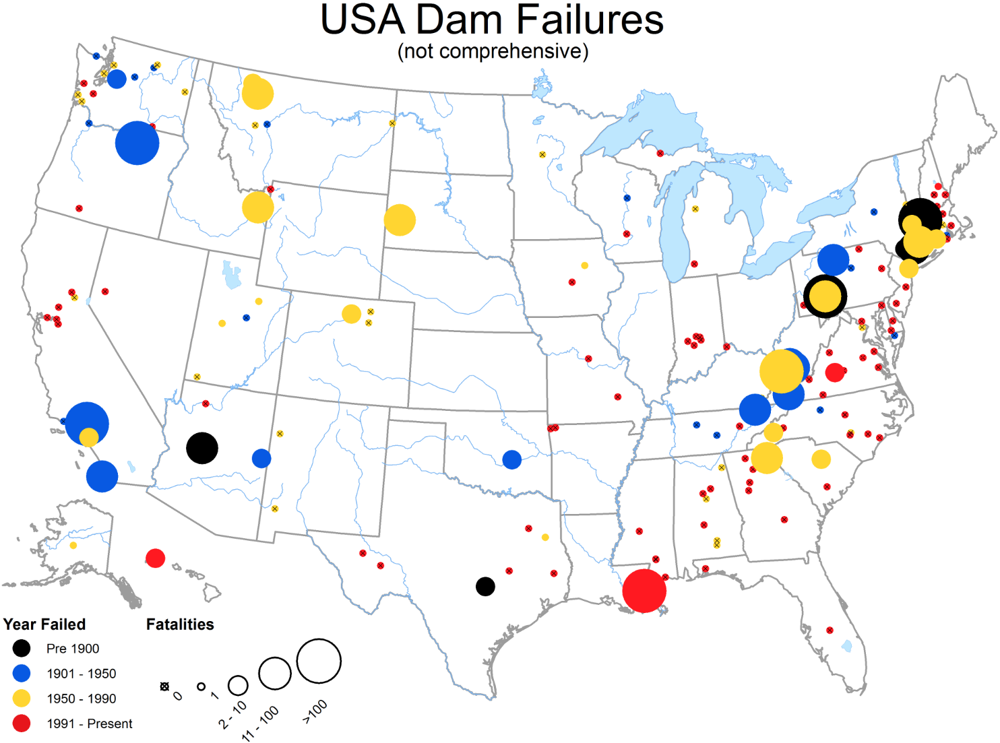 USA Dam Failures
(not comprehensive)
Year Failed
Pre 1900
1901 - 1950
1950 - 1990
1991 - Present
Fatalities
0
1
2 - 10
11 - 100
>100